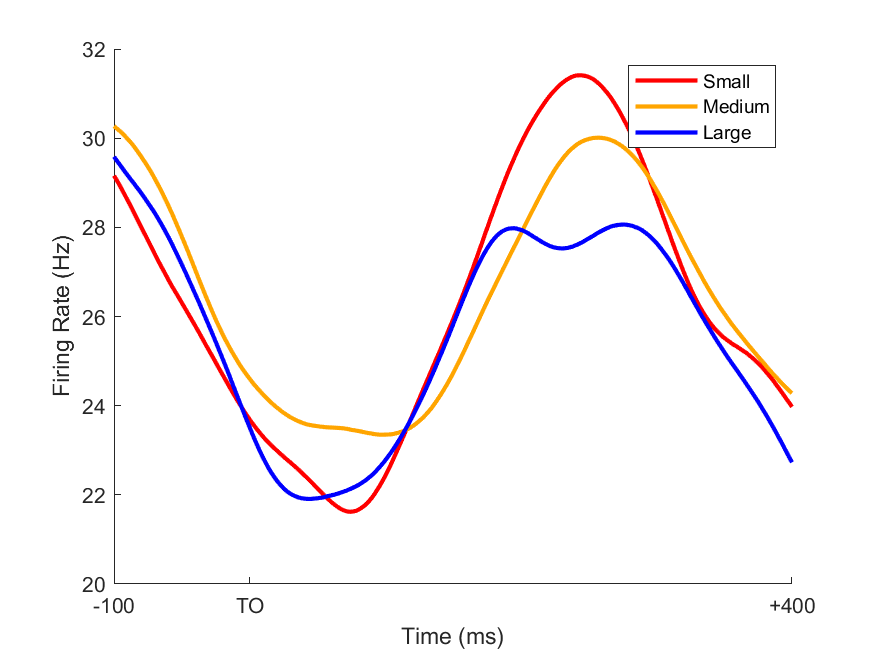 32
30
28
26
24
22
20
Firing Rate (Hz)
Small
Medium
Large
-100 TO +400
Time (ms)